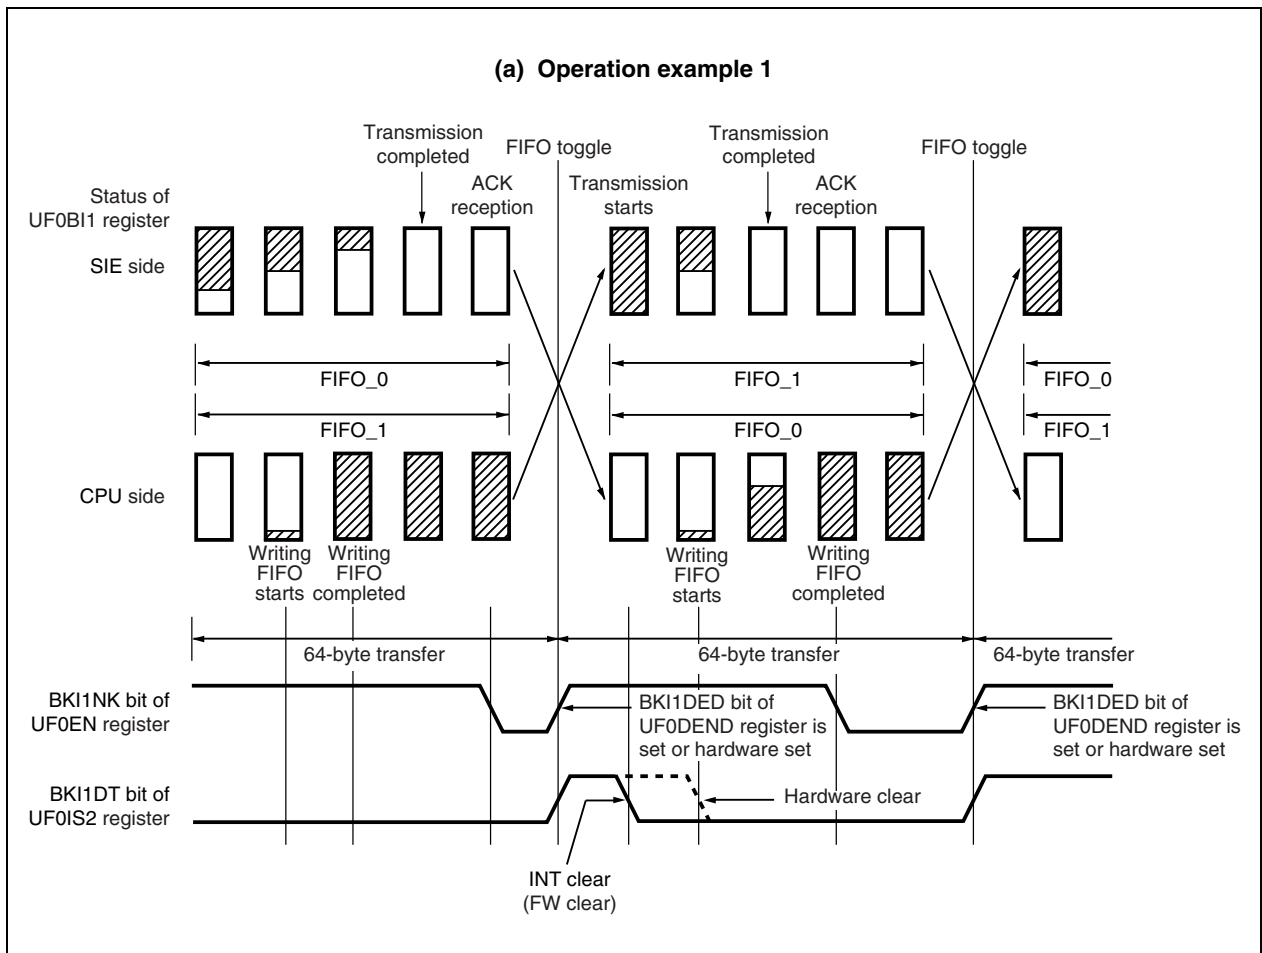 (a) Operation example 1
Transmission
completed
FIFO toggle
Transmission
completed
FIFO toggle
Status of
UF0BI1 register
ACK
reception
Transmission
starts
ACK
reception
SIE side
FIFO_0
FIFO_1
FIFO_0
FIFO_1
FIFO_0
FIFO_1
CPU side
Writing
FIFO
starts
Writing
FIFO
completed
Writing
FIFO
starts
Writing
FIFO
completed
64-byte transfer
64-byte transfer
64-byte transfer
BKI1NK bit of
UF0EN register
BKI1DED bit of
UF0DEND register is
set or hardware set
BKI1DED bit of
UF0DEND register is
set or hardware set
BKI1DT bit of
UF0IS2 register
Hardware clear
INT clear
(FW clear)